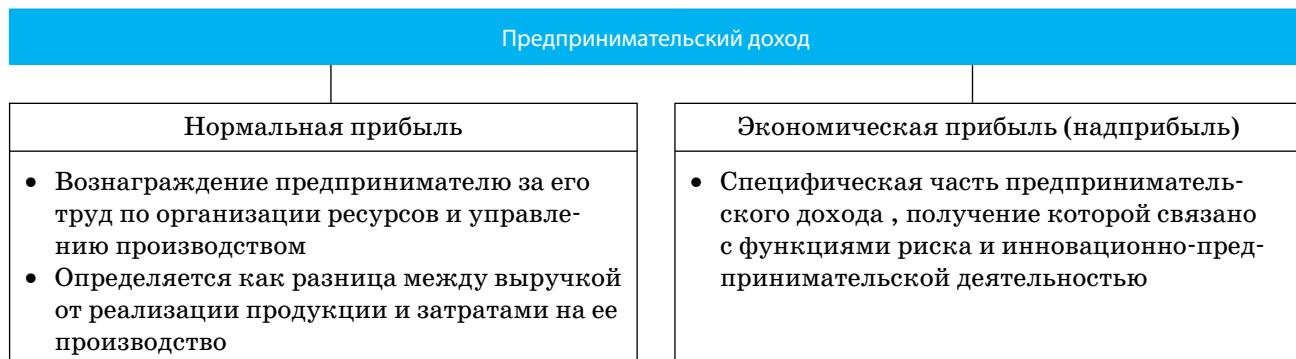 Предпринимательский доход
Нормальная прибыль
• Вознаграждение предпринимателю за его
труд по организации ресурсов и управле-
нию производством
• Определяется как разница между выручкой
от реализации продукции и затратами на ее
производство
Экономическая прибыль (надприбыль)
• Специфическая часть предприниматель-
ского дохода , получение которой связано
с функциями риска и инновационно-пред-
принимательской деятельностью